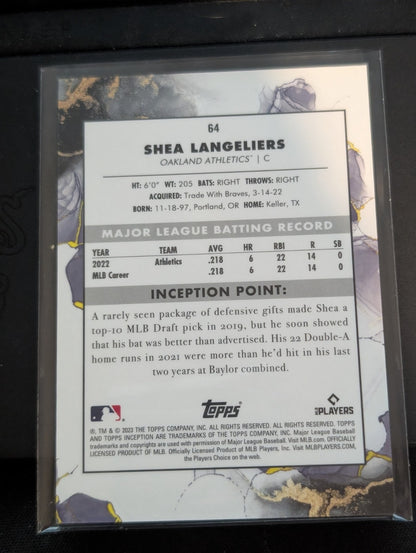 64
SHEA LANGELIERS
OAKLAND ATHLETICS™ | C
HT: 6'0" WT: 205 BATS: RIGHT THROWS: RIGHT
ACQUIRED: Trade With Braves, 3-14-22
BORN: 11-18-97, Portland, OR HOME: Keller, TX
MAJOR LEAGUE BATTING RECORD
YEAR TEAM AVG HR RBI R SB
2022 Athletics .218 6 22 14 0
MLB Career .218 6 22 14 0
INCEPTION POINT:
A rarely seen package of defensive gifts made Shea a
top-10 MLB Draft pick in 2019, but he soon showed
that his bat was better than advertised. His 22 Double-A
home runs in 2021 were more than he'd hit in his last
two years at Baylor combined.
Topps
PLAYERS
®, TM & © 2023 THE TOPPS COMPANY, INC. ALL RIGHTS RESERVED. ALL RIGHTS RESERVED. TOPPS
AND TOPPS INCEPTION ARE TRADEMARKS OF THE TOPPS COMPANY, INC. Major League Baseball
trademarks and copyrights are used with permission of Major League Baseball. Visit MLB.com. OFFICIALLY
LICENSED PRODUCT OF MLB Players, Inc. Visit MLBPLAYERS.COM,
the Players Choice on the web.